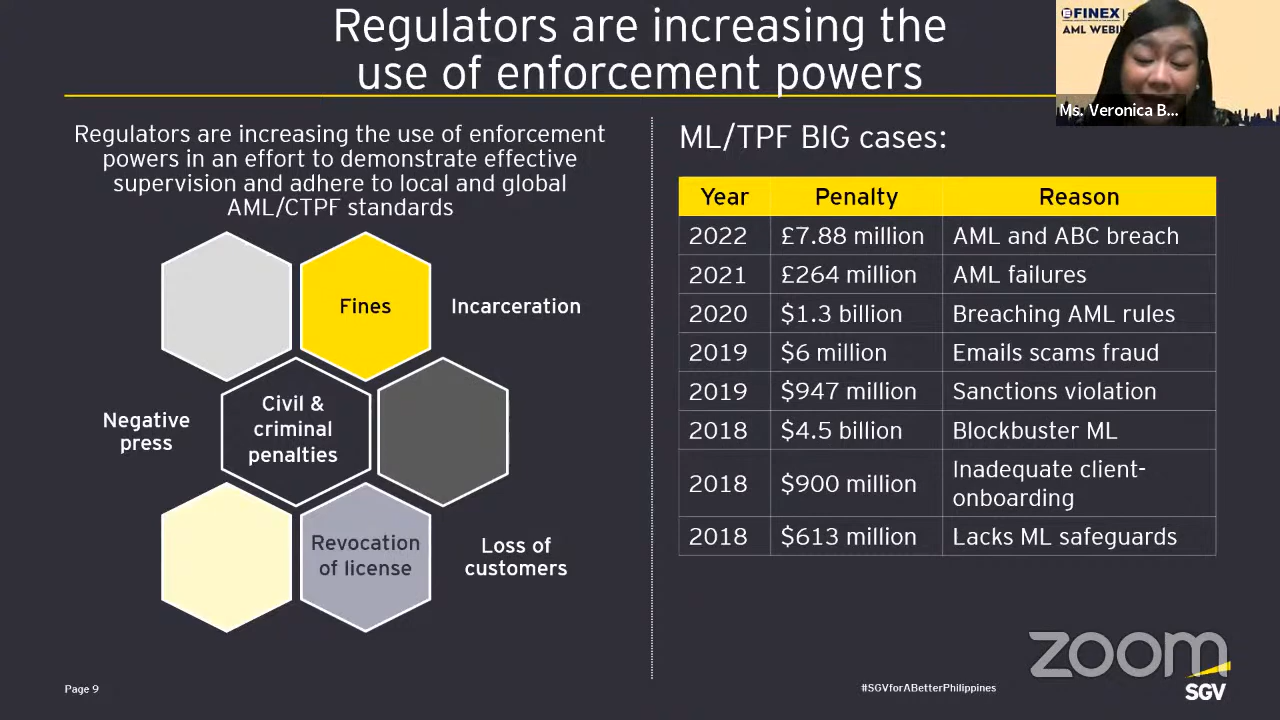 Regulators are increasing the
use of enforcement powers
FINEX
AML WEBI
Ms. Veronica B...
Regulators are increasing the use of enforcement
powers in an effort to demonstrate effective
supervision and adhere to local and global
AML/CTPF standards
Fines
Incarceration
Negative
press
Civil &
criminal
penalties
Revocation
of license
Loss of
customers
ML/TPF BIG cases:
Year Penalty Reason
2022 £7.88 million AML and ABC breach
2021 £264 million AML failures
2020 $1.3 billion Breaching AML rules
2019 $6 million Emails scams fraud
2019 $947 million Sanctions violation
2018 $4.5 billion Blockbuster ML
2018 $900 million Inadequate client-
onboarding
2018 $613 million Lacks ML safeguards
zoom
Page 9
#SGVforABetterPhilippines
SGV